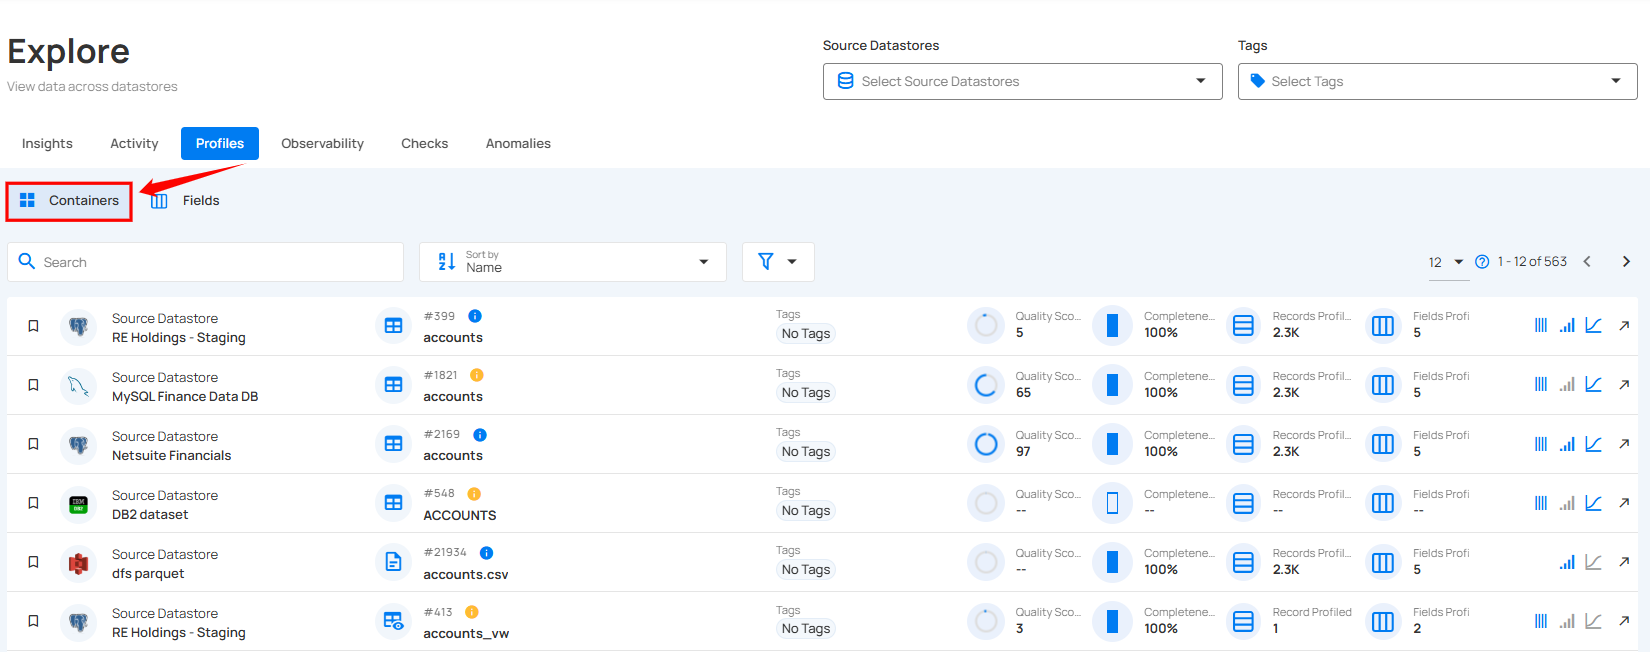 Explore
View data across datastores
Source Datastores
Select Source Datastores
Tags
Select Tags
Insights
Activity
Profiles
Observability
Checks
Anomalies
Containers
Fields
Search
Sort by
Name
12
1 - 12 of 563
Source Datastore
RE Holdings - Staging
#399
accounts
Tags
No Tags
Quality Sco...
5
Completene...
100%
Records Profil...
2.3K
Fields Profi
5
Source Datastore
MySQL Finance Data DB
#1821
accounts
Tags
No Tags
Quality Sco...
65
Completene...
100%
Records Profil...
2.3K
Fields Profi
5
Source Datastore
Netsuite Financials
#2169
accounts
Tags
No Tags
Quality Sco...
97
Completene...
100%
Records Profil...
2.3K
Fields Profi
5
IBM
DB2
Source Datastore
DB2 dataset
#548
ACCOUNTS
Tags
No Tags
Quality Sco...
--
Completene...
--
Records Profil...
--
Fields Profi
--
Source Datastore
dfs parquet
#21934
accounts.csv
Tags
No Tags
Quality Sco...
--
Completene...
100%
Records Profil...
2.3K
Fields Profi
5
Source Datastore
RE Holdings - Staging
#413
accounts_vw
Tags
No Tags
Quality Sco...
3
Completene...
100%
Record Profiled
1
Fields Profi
2